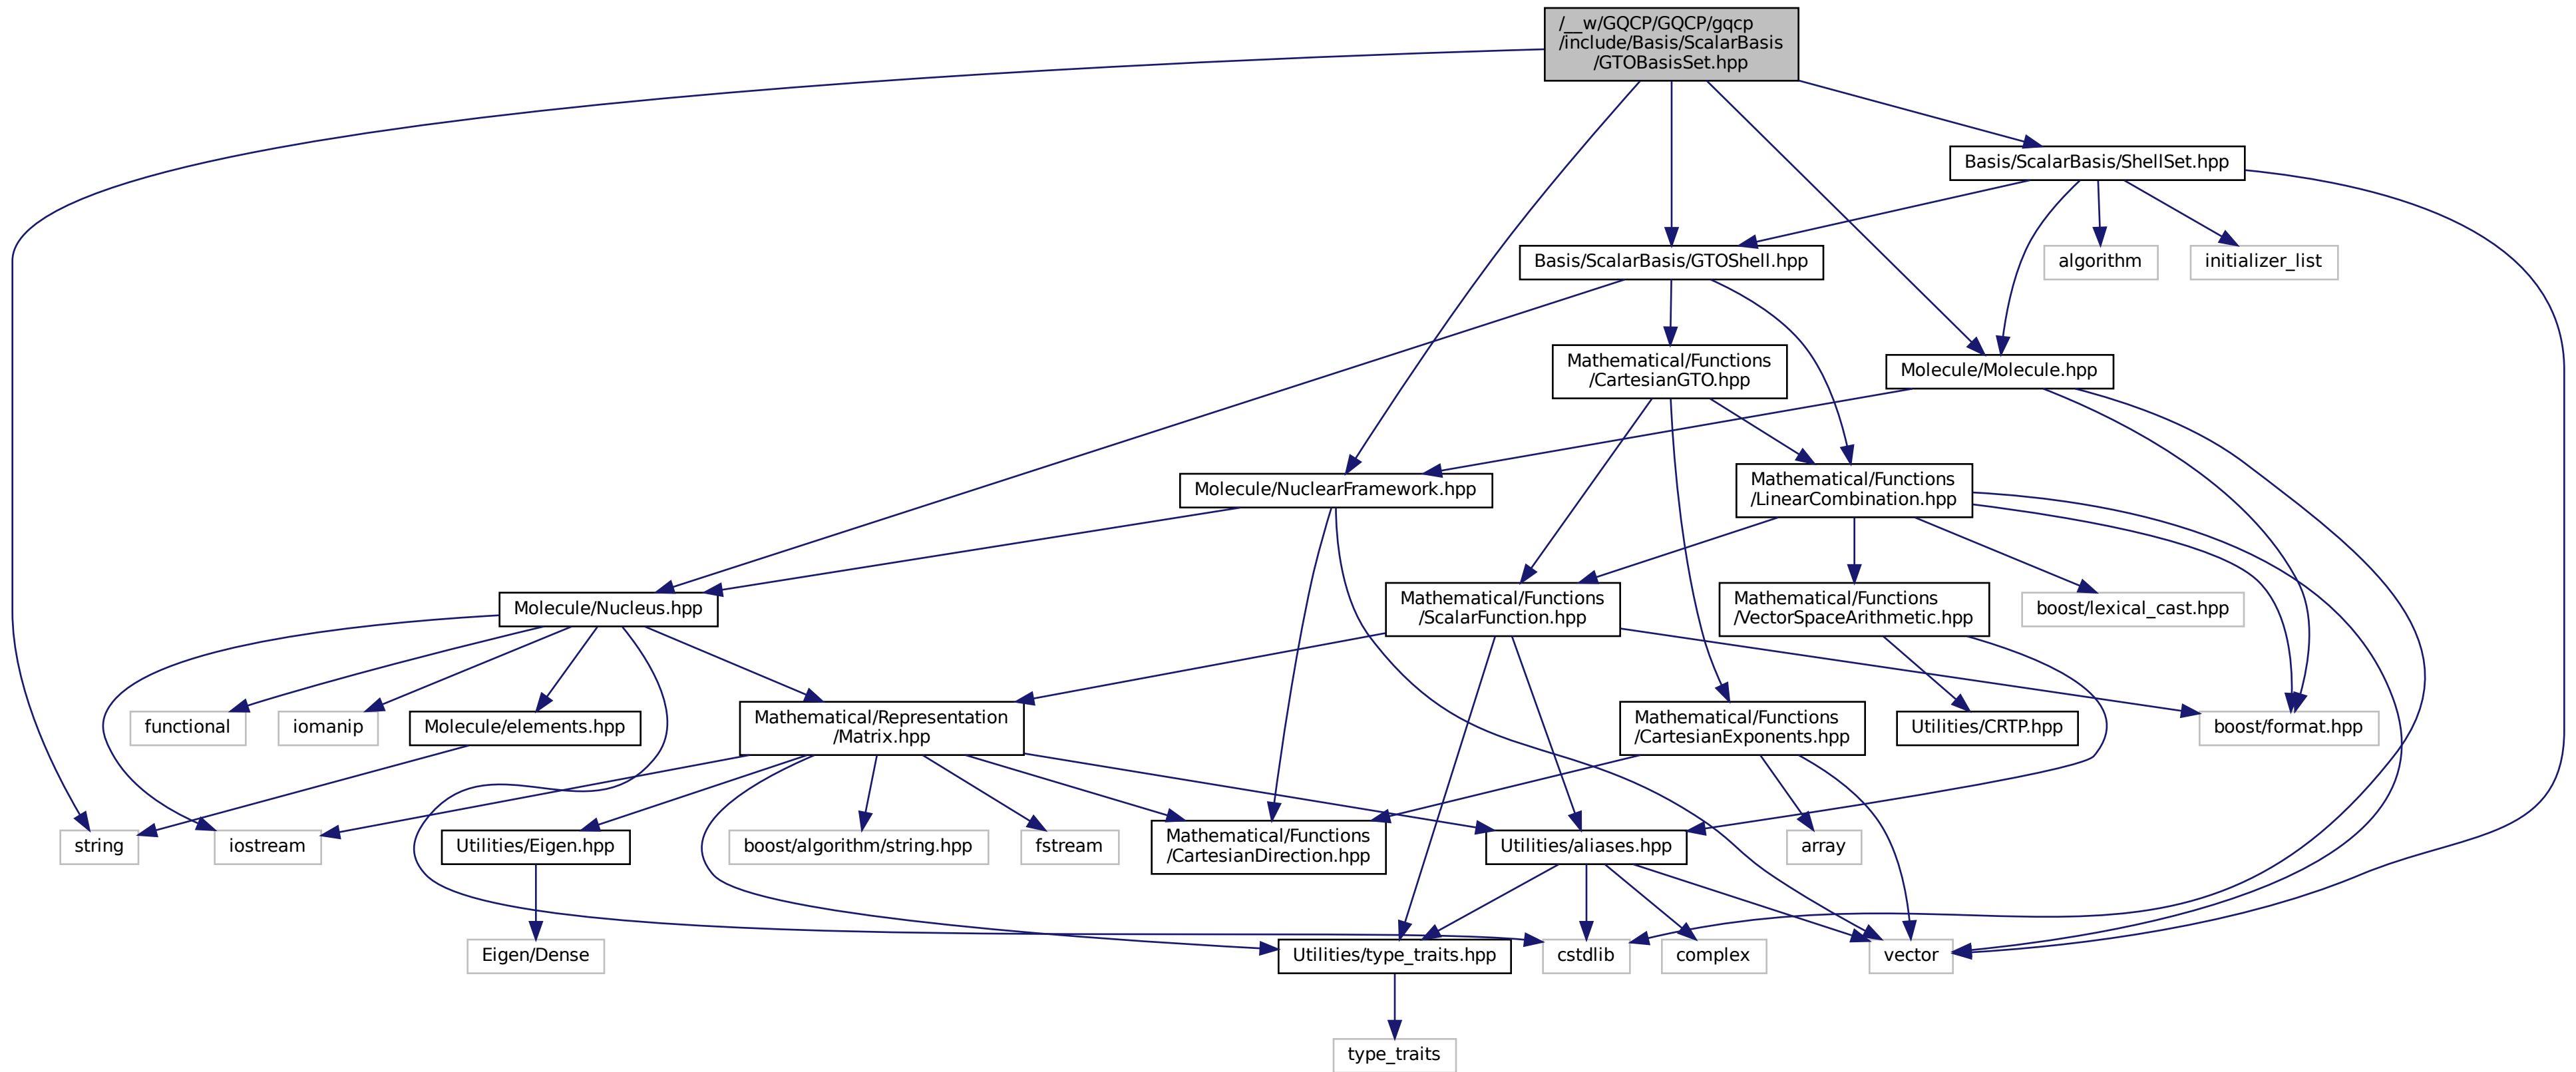 /__w/GQCP/GQCP/gqcp
/include/Basis/ScalarBasis
/GTOBasisSet.hpp
Basis/ScalarBasis/ShellSet.hpp
Basis/ScalarBasis/GTOShell.hpp
algorithm
initializer_list
Mathematical/Functions
/CartesianGTO.hpp
Molecule/Molecule.hpp
Molecule/NuclearFramework.hpp
Mathematical/Functions
/LinearCombination.hpp
Molecule/Nucleus.hpp
Mathematical/Functions
/ScalarFunction.hpp
Mathematical/Functions
/VectorSpaceArithmetic.hpp
boost/lexical_cast.hpp
functional
iomanip
Molecule/elements.hpp
Mathematical/Representation
/Matrix.hpp
Mathematical/Functions
/CartesianExponents.hpp
Utilities/CRTP.hpp
boost/format.hpp
string
iostream
Utilities/Eigen.hpp
boost/algorithm/string.hpp
fstream
Mathematical/Functions
/CartesianDirection.hpp
Utilities/aliases.hpp
array
Eigen/Dense
Utilities/type_traits.hpp
cstdlib
complex
vector
type_traits